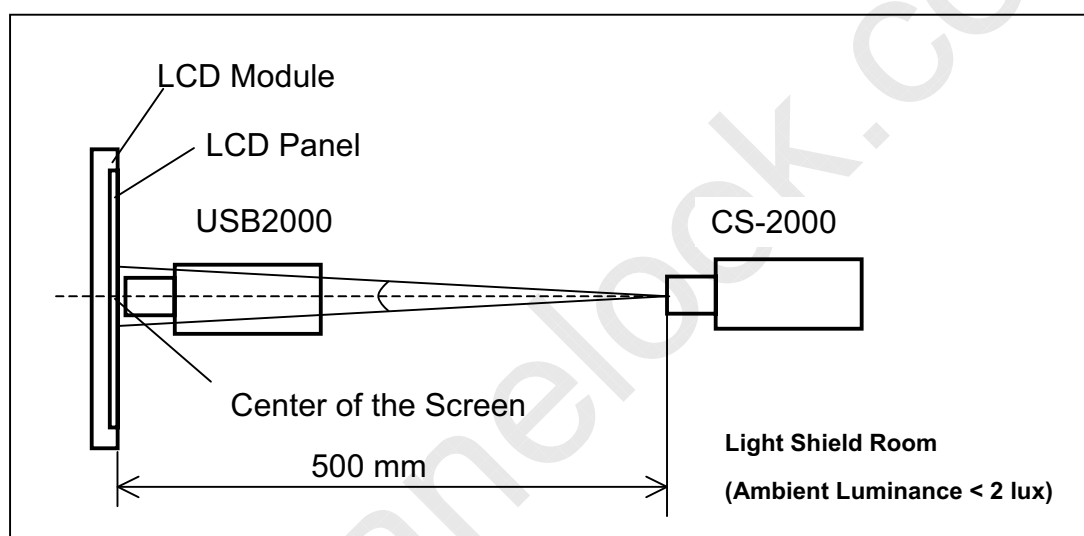 LCD Module
LCD Panel
USB2000
CS-2000
Center of the Screen
500 mm
Light Shield Room
(Ambient Luminance < 2 lux)